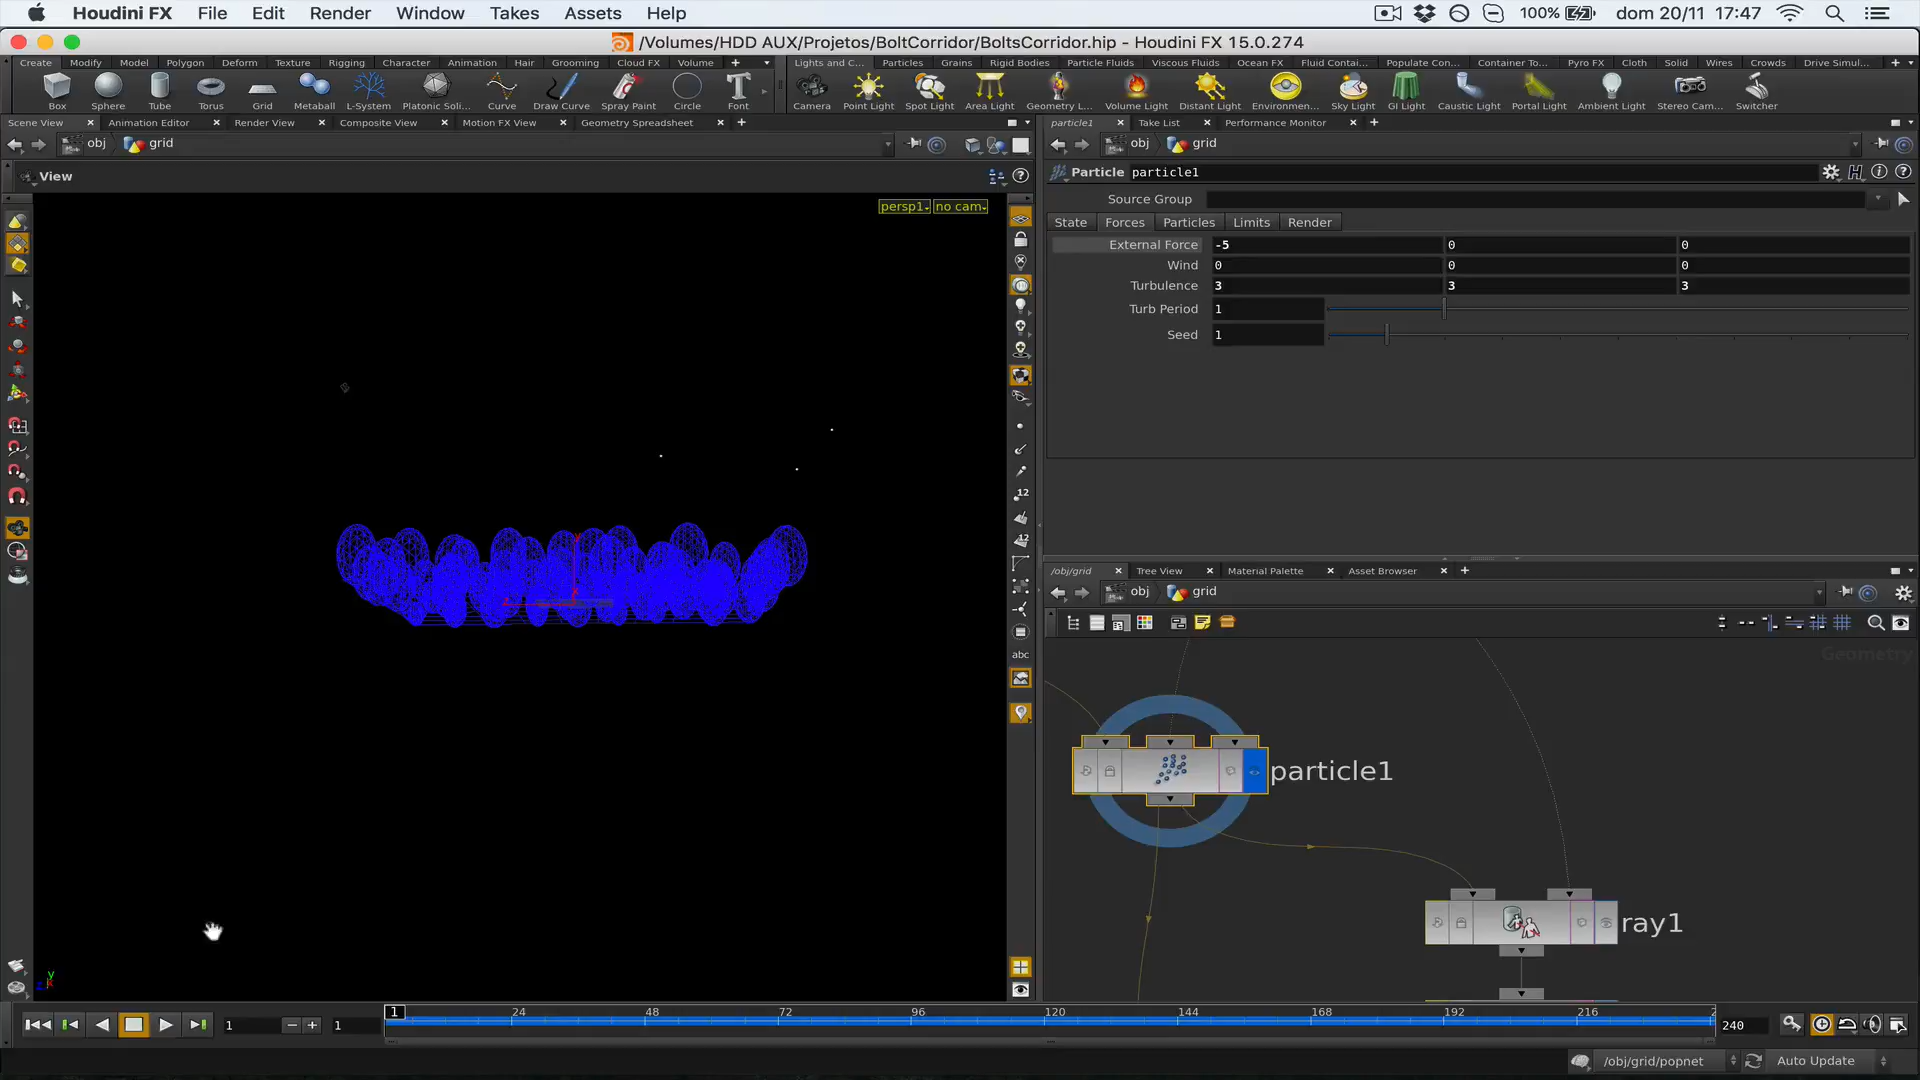 Houdini FX File Edit Render Window Takes Assets Help 100% dom 20/11 17:47
/Volumes/HDD AUX/Projetos/BoltCorridor/BoltsCorridor.hip - Houdini FX 15.0.274
Create Modify Model Polygon Deform Texture Rigging Character Animation Hair Grooming Cloud FX Volume
Lights and C... Particles Grains Rigid Bodies Particle Fluids Viscous Fluids Ocean FX Fluid Contai... Populate Con... Container To... Pyro FX Cloth Solid Wires Crowds Drive Simul...
Box Sphere Tube Torus Grid Metaball L-System Platonic Soli... Curve Draw Curve Spray Paint Circle Font
Camera Point Light Spot Light Area Light Geometry L... Volume Light Distant Light Environmen... Sky Light GI Light Caustic Light Portal Light Ambient Light Stereo Cam... Switcher
Scene View Animation Editor Render View Composite View Motion FX View Geometry Spreadsheet
particle1 Take List Performance Monitor
obj grid
obj grid
View
persp1 no cam
Particle particle1
Source Group
State Forces Particles Limits Render
External Force -5 0 0
Wind 0 0 0
Turbulence 3 3 3
Turb Period 1
Seed 1
12
12
abc
/obj/grid Tree View Material Palette Asset Browser
obj grid
Geometry
particle1
ray1
y
z
1 1
1 24 48 72 96 120 144 168 192 216 2
240
/obj/grid/popnet Auto Update